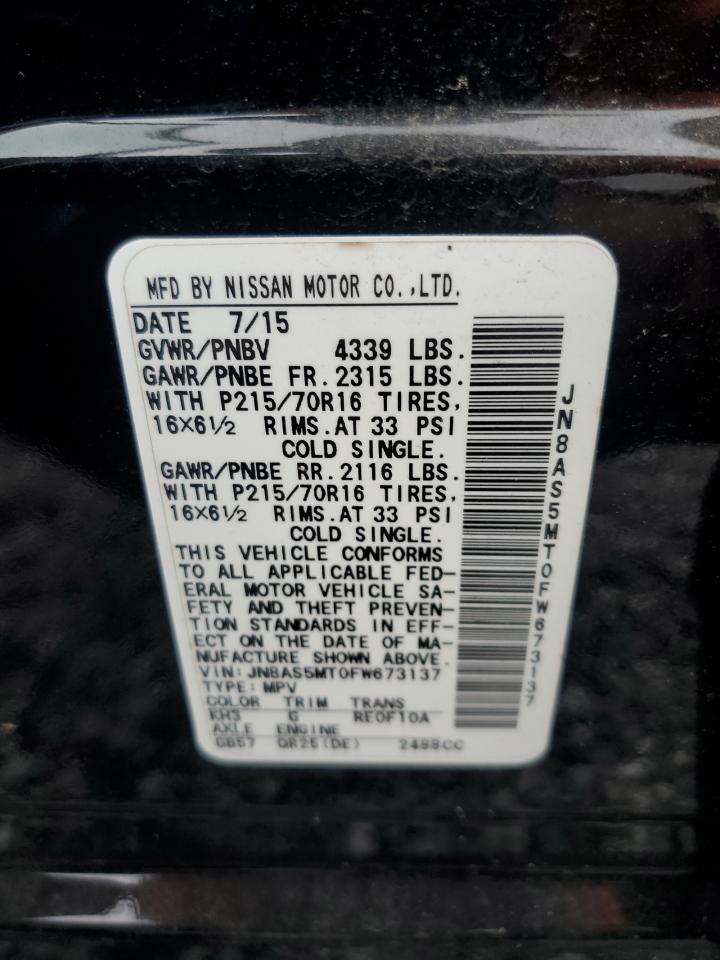 MFD BY NISSAN MOTOR CO.,LTD.
DATE 7/15
GVWR/PNBV 4339 LBS.
GAWR/PNBE FR.2315 LBS.
WITH P215/70R16 TIRES,
16X6½ RIMS.AT 33 PSI
COLD SINGLE.
GAWR/PNBE RR.2116 LBS.
WITH P215/70R16 TIRES,
16X6½ RIMS.AT 33 PSI
COLD SINGLE.
THIS VEHICLE CONFORMS
TO ALL APPLICABLE FED-
ERAL MOTOR VEHICLE SA-
FETY AND THEFT PREVEN-
TION STANDARDS IN EFF-
ECT ON THE DATE OF MA-
NUFACTURE SHOWN ABOVE.
VIN: JN8AS5MT0FW673137
TYPE: MPV
COLOR TRIM TRANS
KH3 G RE0F10A
AXLE ENGINE
GB57 QR25(DE) 2488CC
JN8AS5MT0FW673137